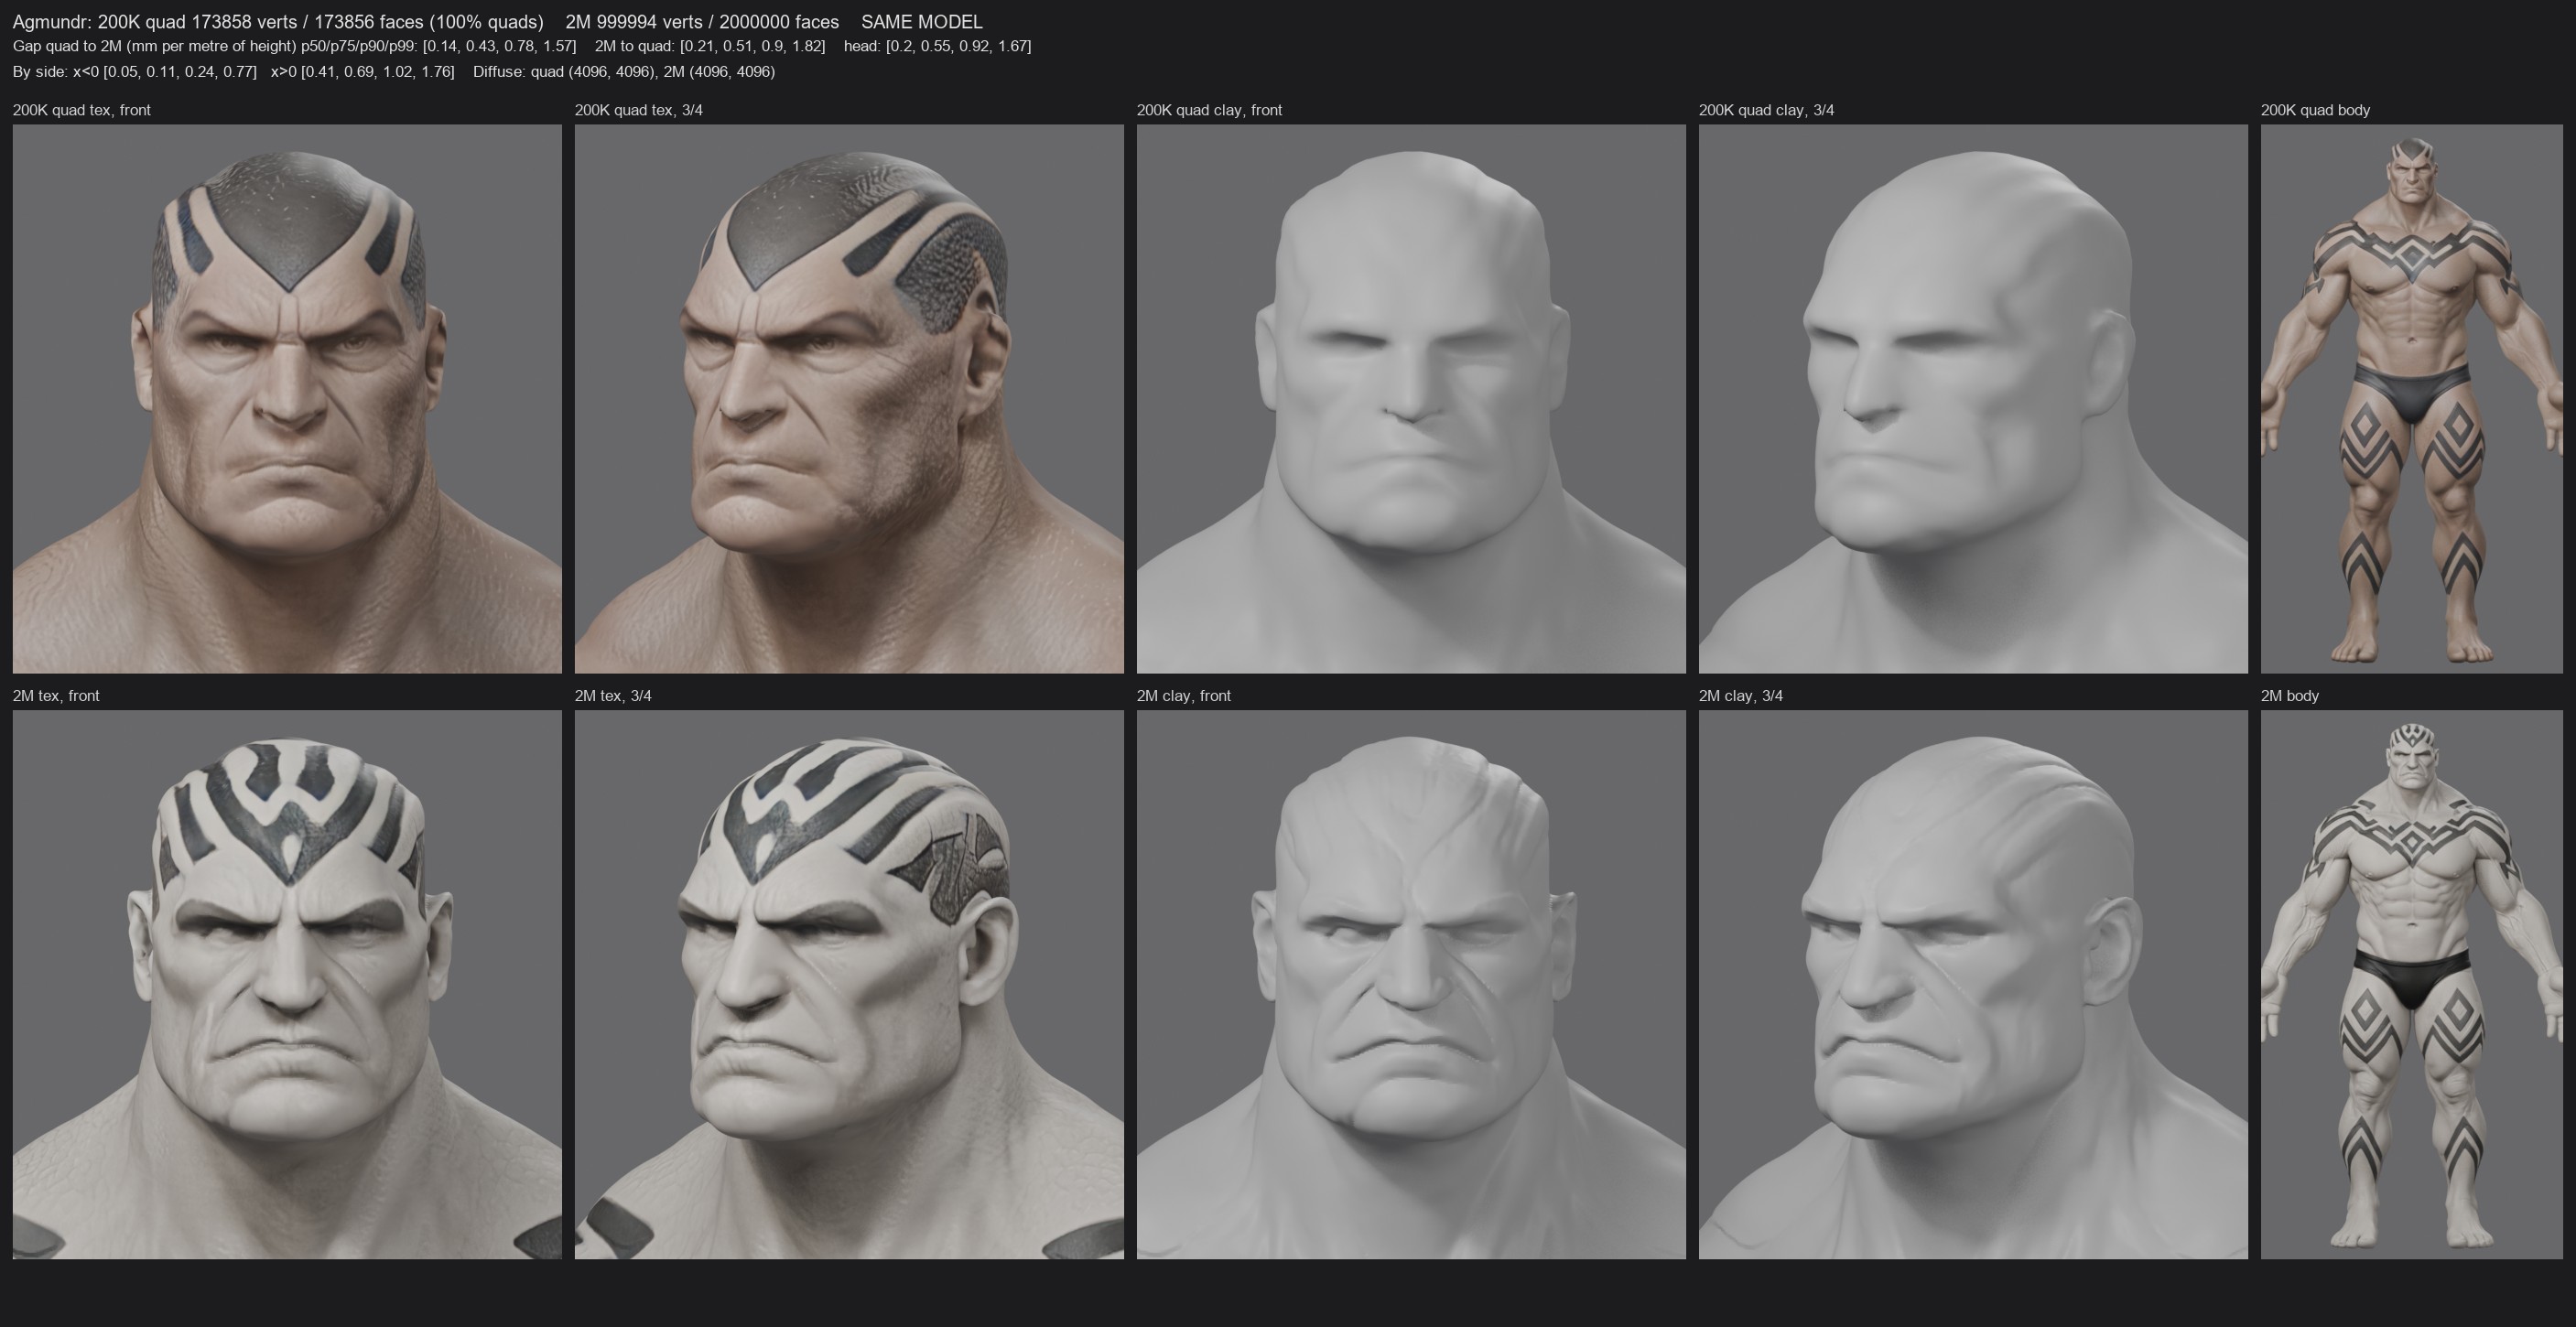 Agmundr: 200K quad 173858 verts / 173856 faces (100% quads)    2M 999994 verts / 2000000 faces    SAME MODEL
Gap quad to 2M (mm per metre of height) p50/p75/p90/p99: [0.14, 0.43, 0.78, 1.57]    2M to quad: [0.21, 0.51, 0.9, 1.82]    head: [0.2, 0.55, 0.92, 1.67]
By side: x<0 [0.05, 0.11, 0.24, 0.77]   x>0 [0.41, 0.69, 1.02, 1.76]    Diffuse: quad (4096, 4096), 2M (4096, 4096)
200K quad tex, front
200K quad tex, 3/4
200K quad clay, front
200K quad clay, 3/4
200K quad body
2M tex, front
2M tex, 3/4
2M clay, front
2M clay, 3/4
2M body